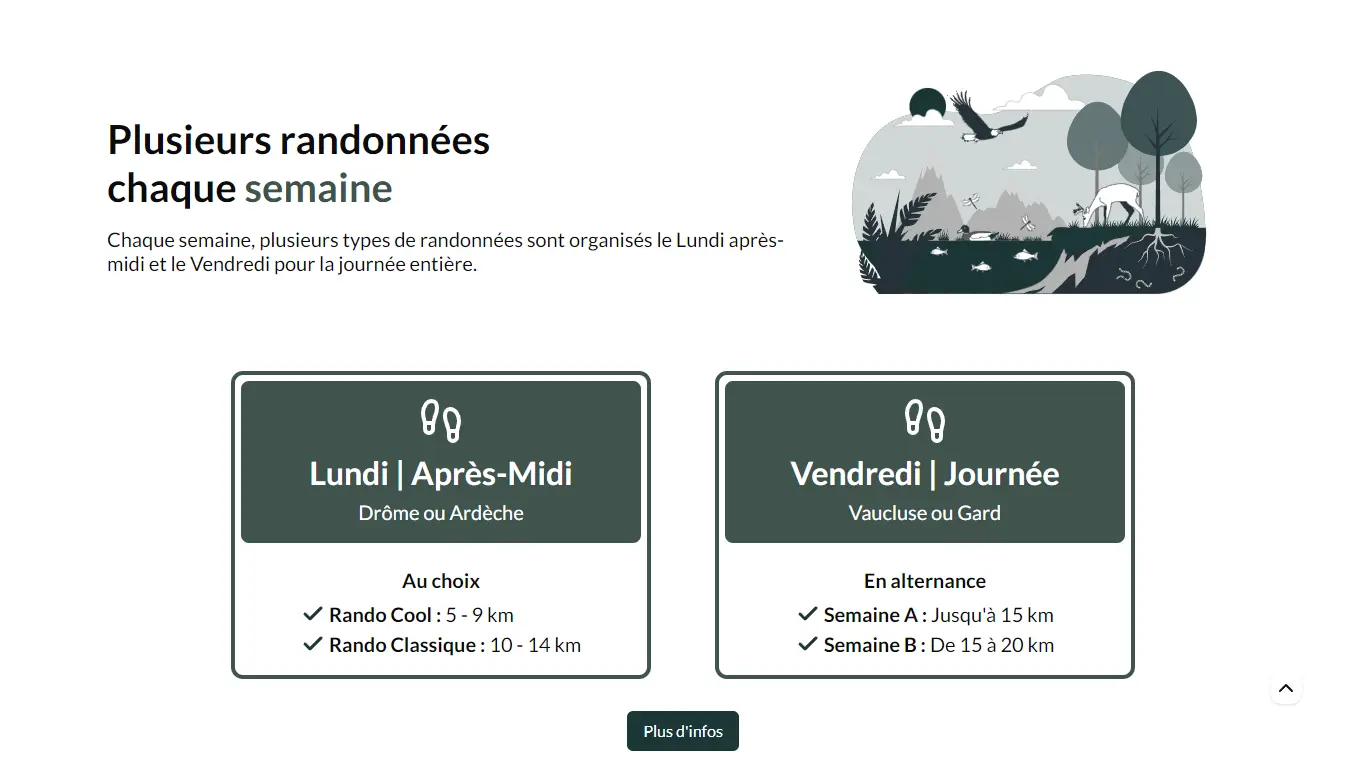 Plusieurs randonnées
chaque semaine
Chaque semaine, plusieurs types de randonnées sont organisés le Lundi après-
midi et le Vendredi pour la journée entière.
Lundi | Après-Midi
Drôme ou Ardèche
Au choix
Rando Cool : 5 - 9 km
Rando Classique : 10 - 14 km
Vendredi | Journée
Vaucluse ou Gard
En alternance
Semaine A : Jusqu'à 15 km
Semaine B : De 15 à 20 km
Plus d'infos